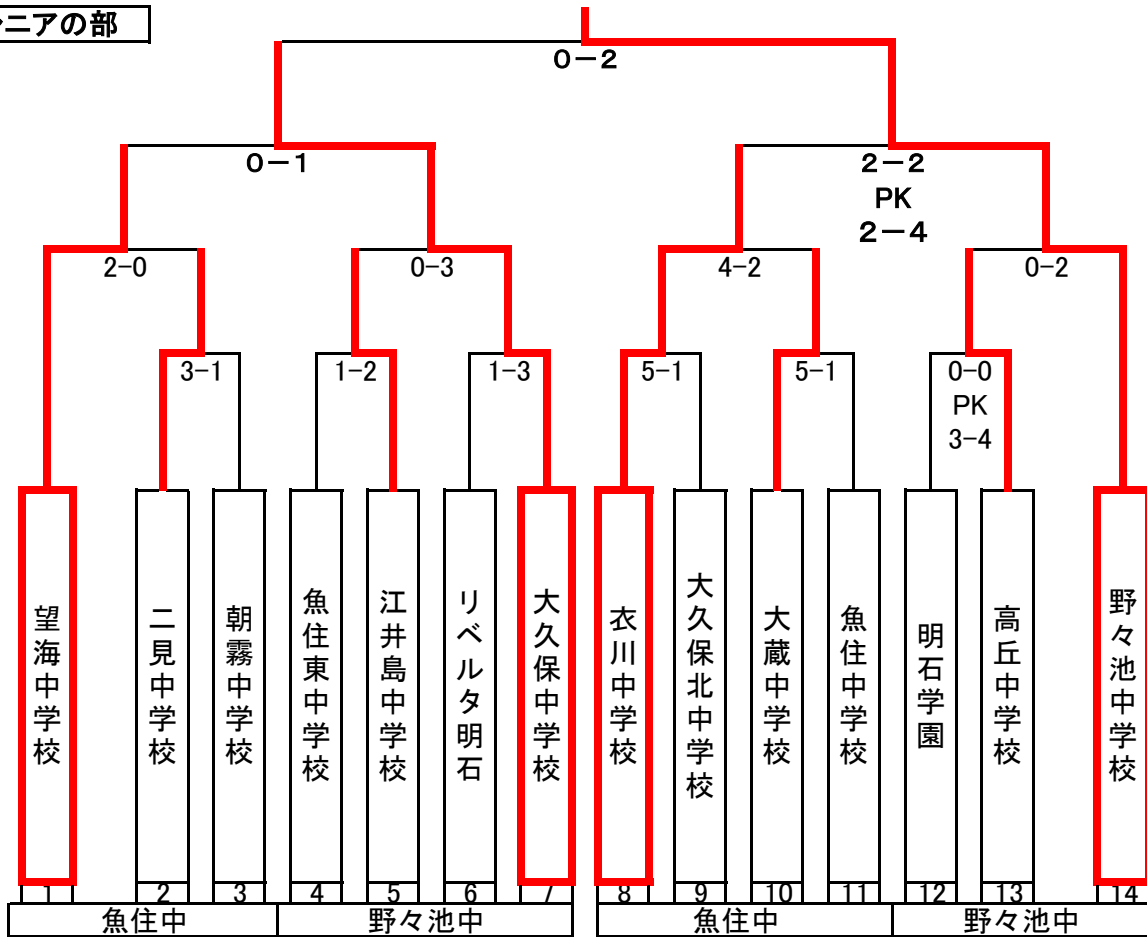 ニアの部
0-2
0-1
2-2
PK
2-4
2-0
0-3
4-2
0-2
3-1
1-2
1-3
5-1
5-1
0-0
PK
3-4
望海中学校
二見中学校
朝霧中学校
魚住東中学校
江井島中学校
リベルタ明石
大久保中学校
衣川中学校
大久保北中学校
大蔵中学校
魚住中学校
明石学園
高丘中学校
野々池中学校
1 2 3 4 5 6 7 8 9 10 11 12 13 14
魚住中 野々池中 魚住中 野々池中